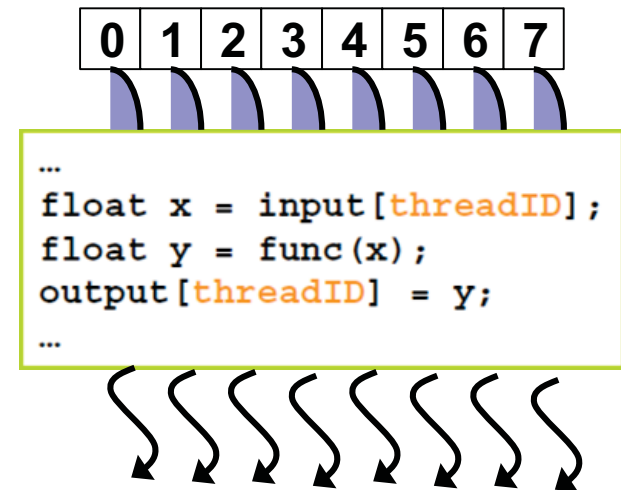 0 1 2 3 4 5 6 7
…
float x = input[threadID];
float y = func(x);
output[threadID] = y;
…